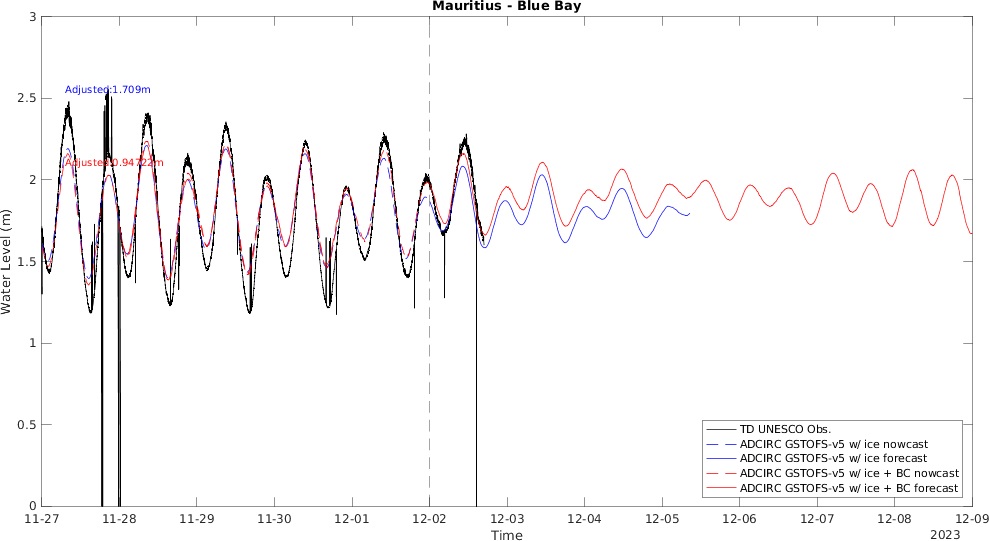 Mauritius - Blue Bay
Water Level (m)
3
2.5
2
1.5
1
0.5
0
Adjusted:1.709m
Adjusted:0.94722m
11-27 11-28 11-29 11-30 12-01 12-02 12-03 12-04 12-05 12-06 12-07 12-08 12-09
Time
2023
TD UNESCO Obs.
ADCIRC GSTOFS-v5 w/ ice nowcast
ADCIRC GSTOFS-v5 w/ ice forecast
ADCIRC GSTOFS-v5 w/ ice + BC nowcast
ADCIRC GSTOFS-v5 w/ ice + BC forecast